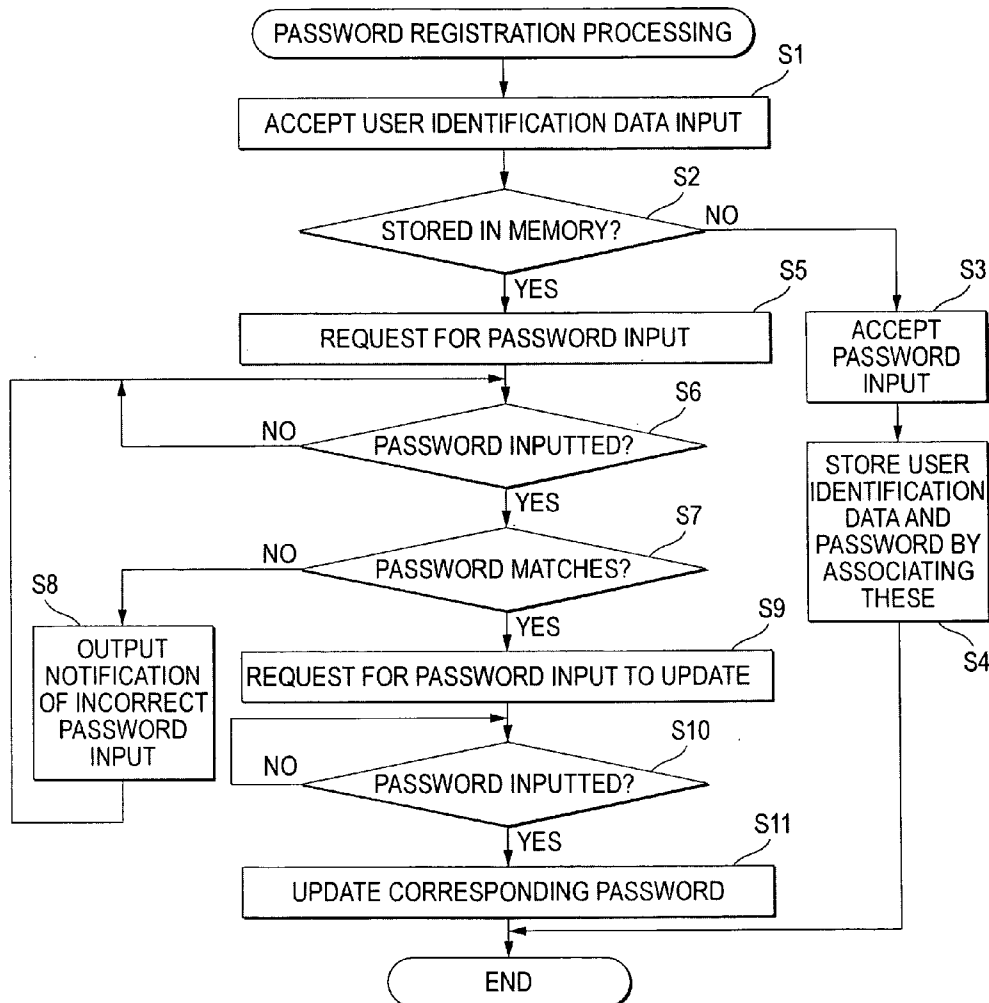 PASSWORD REGISTRATION PROCESSING
S1
ACCEPT USER IDENTIFICATION DATA INPUT
S2
STORED IN MEMORY?
NO
YES
S5
REQUEST FOR PASSWORD INPUT
S3
ACCEPT
PASSWORD
INPUT
S6
PASSWORD INPUTTED?
NO
YES
STORE USER
IDENTIFICATION
DATA AND
PASSWORD BY
ASSOCIATING
THESE
S4
S7
PASSWORD MATCHES?
NO
YES
S8
OUTPUT
NOTIFICATION
OF INCORRECT
PASSWORD
INPUT
S9
REQUEST FOR PASSWORD INPUT TO UPDATE
S10
PASSWORD INPUTTED?
NO
YES
S11
UPDATE CORRESPONDING PASSWORD
END